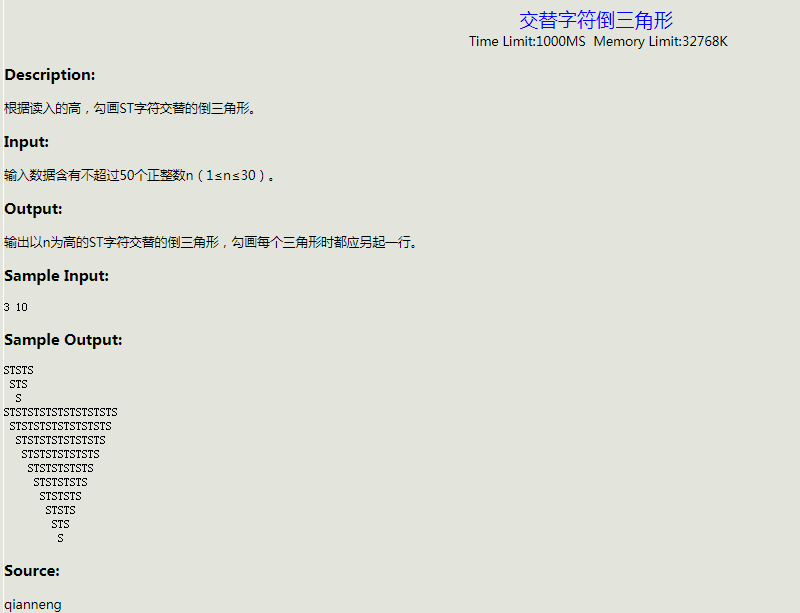 交替字符倒三角形
Time Limit:1000MS  Memory Limit:32768K
Description:
根据读入的高，勾画ST字符交替的倒三角形。
Input:
输入数据含有不超过50个正整数n（1≤n≤30）。
Output:
输出以n为高的ST字符交替的倒三角形，勾画每个三角形时都应另起一行。
Sample Input:
3 10
Sample Output:
STSTS
 STS
  S
STSTSTSTSTSTSTSTSTS
 STSTSTSTSTSTSTSTS
  STSTSTSTSTSTSTS
   STSTSTSTSTSTS
    STSTSTSTSTS
     STSTSTSTS
      STSTSTS
       STSTS
        STS
         S
Source:
qianneng